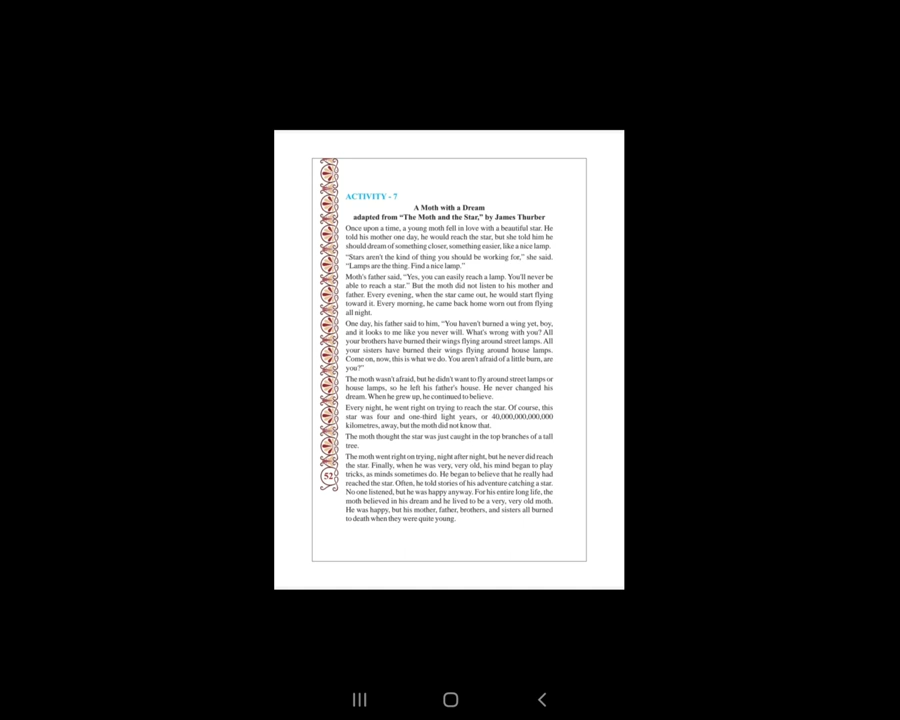 ACTIVITY - 7
A Moth with a Dream
adapted from “The Moth and the Star,” by James Thurber
Once upon a time, a young moth fell in love with a beautiful star. He
told his mother one day, he would reach the star, but she told him he
should dream of something closer, something easier, like a nice lamp.
“Stars aren't the kind of thing you should be working for,” she said.
“Lamps are the thing. Find a nice lamp.”
Moth's father said, “Yes, you can easily reach a lamp. You'll never be
able to reach a star.” But the moth did not listen to his mother and
father. Every evening, when the star came out, he would start flying
toward it. Every morning, he came back home worn out from flying
all night.
One day, his father said to him, “You haven't burned a wing yet, boy,
and it looks to me like you never will. What's wrong with you? All
your brothers have burned their wings flying around street lamps. All
your sisters have burned their wings flying around house lamps.
Come on, now, this is what we do. You aren't afraid of a little burn, are
you?”
The moth wasn't afraid, but he didn't want to fly around street lamps or
house lamps, so he left his father's house. He never changed his
dream. When he grew up, he continued to believe.
Every night, he went right on trying to reach the star. Of course, this
star was four and one-third light years, or 40,000,000,000,000
kilometres, away, but the moth did not know that.
The moth thought the star was just caught in the top branches of a tall
tree.
The moth went right on trying, night after night, but he never did reach
the star. Finally, when he was very, very old, his mind began to play
tricks, as minds sometimes do. He began to believe that he really had
reached the star. Often, he told stories of his adventure catching a star.
No one listened, but he was happy anyway. For his entire long life, the
moth believed in his dream and he lived to be a very, very old moth.
He was happy, but his mother, father, brothers, and sisters all burned
to death when they were quite young.
52